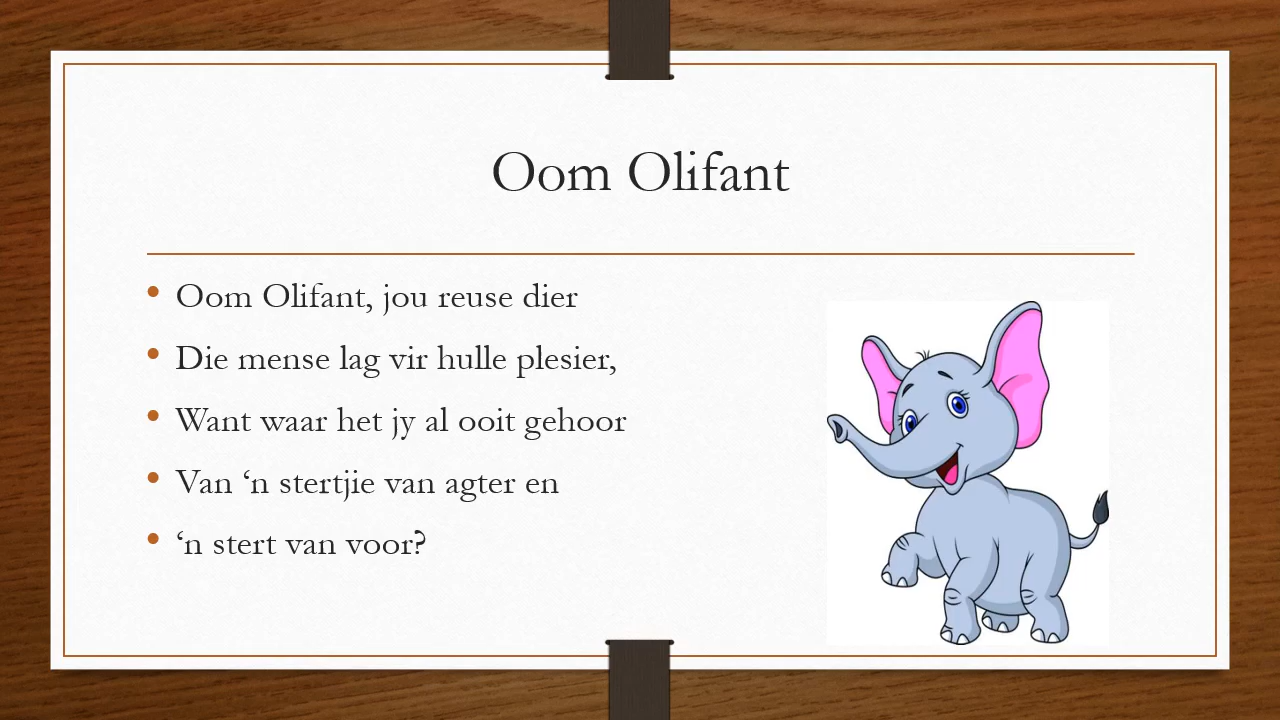 Oom Olifant
• Oom Olifant, jou reuse dier
• Die mense lag vir hulle plesier,
• Want waar het jy al ooit gehoor
• Van ‘n stertjie van agter en
• ‘n stert van voor?